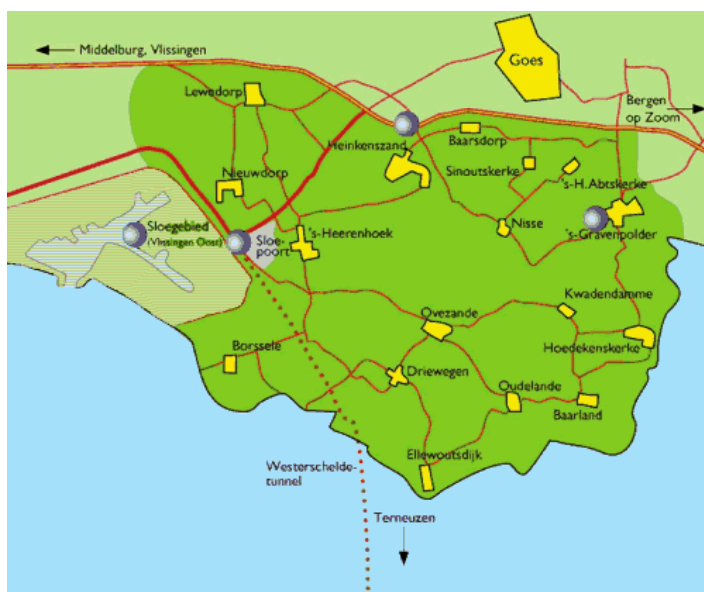 Middelburg, Vlissingen
Goes
Lewedorp
Bergen
op Zoom
Heinkenszand
Baarsdorp
Sinoutskerke
's-H. Abtskerke
Nieuwdorp
Sloegebied
(Vlissingen Oost)
Sloe-
poort
's-Heerenhoek
Nisse
's-Gravenpolder
Kwadendamme
Ovezande
Borssele
Hoedekenskerke
Driewegen
Oudelande
Baarland
Ellewoutsdijk
Westerschelde-
tunnel
Terneuzen